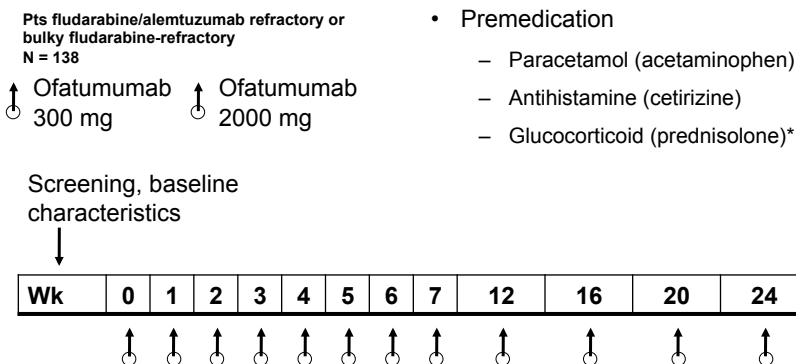 Pts fludarabine/alemtuzumab refractory or
bulky fludarabine-refractory
N = 138
Ofatumumab
300 mg
Ofatumumab
2000 mg
• Premedication
– Paracetamol (acetaminophen)
– Antihistamine (cetirizine)
– Glucocorticoid (prednisolone)*
Screening, baseline
characteristics
Wk 0 1 2 3 4 5 6 7 12 16 20 24